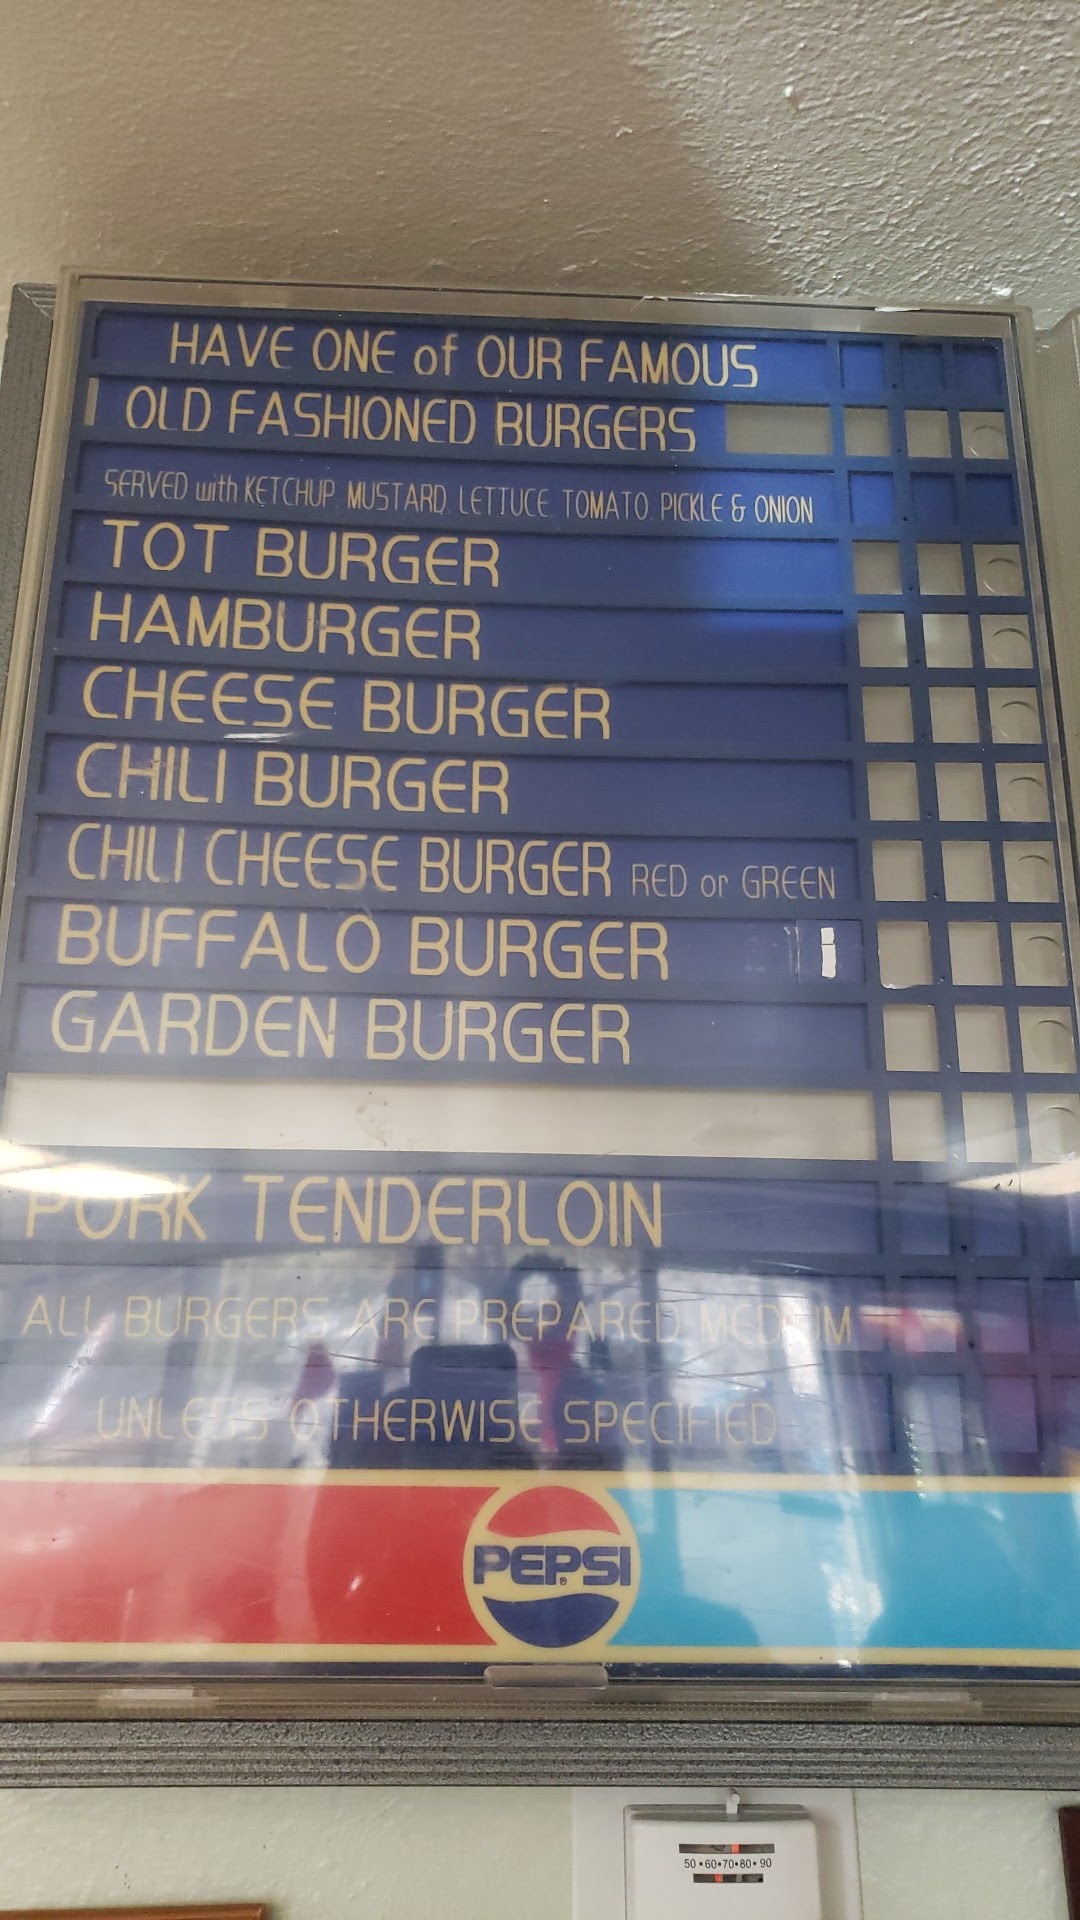 HAVE ONE of OUR FAMOUS
OLD FASHIONED BURGERS
SERVED with KETCHUP, MUSTARD, LETTUCE, TOMATO, PICKLE & ONION
TOT BURGER
HAMBURGER
CHEESE BURGER
CHILI BURGER
CHILI CHEESE BURGER RED or GREEN
BUFFALO BURGER
GARDEN BURGER
PORK TENDERLOIN
ALL BURGERS ARE PREPARED MEDIUM
UNLESS OTHERWISE SPECIFIED
PEPSI
50•60•70•80•90